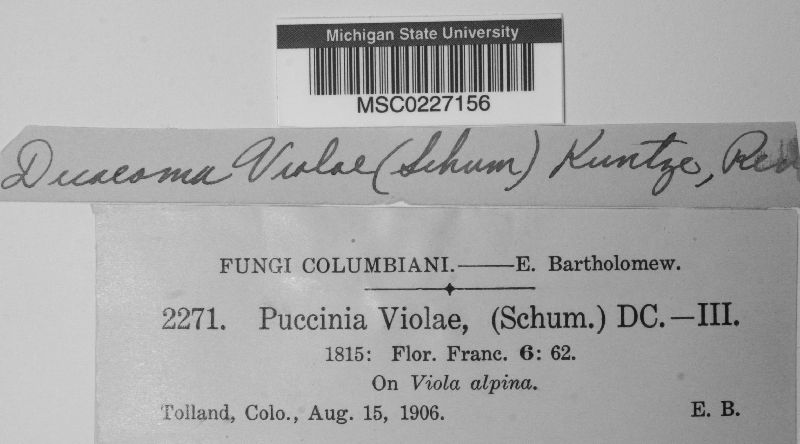 Michigan State University
MSC0227156
Dicaeoma Violae (Schum) Kuntze, Rev
FUNGI COLUMBIANI.——E. Bartholomew.
2271. Puccinia Violae, (Schum.) DC.—III.
1815: Flor. Franc. 6: 62.
On Viola alpina.
Tolland, Colo., Aug. 15, 1906. E. B.